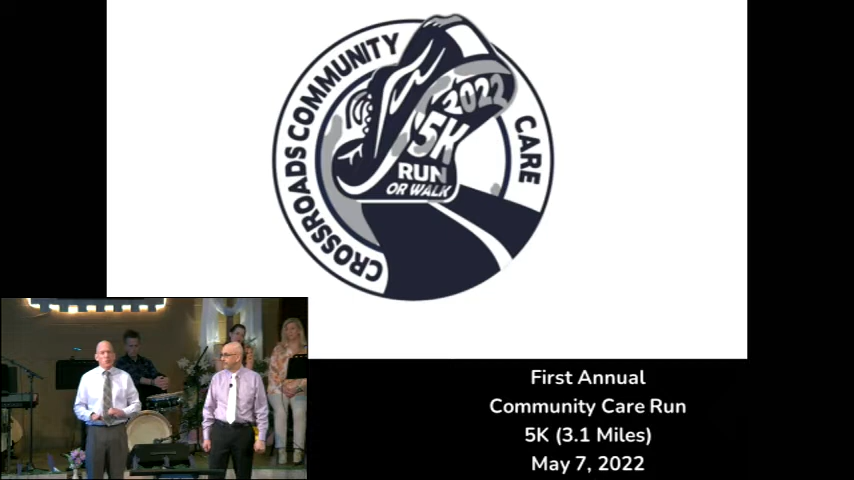 CROSSROADS COMMUNITY CARE
2022
5K
RUN
OR WALK
First Annual
Community Care Run
5K (3.1 Miles)
May 7, 2022